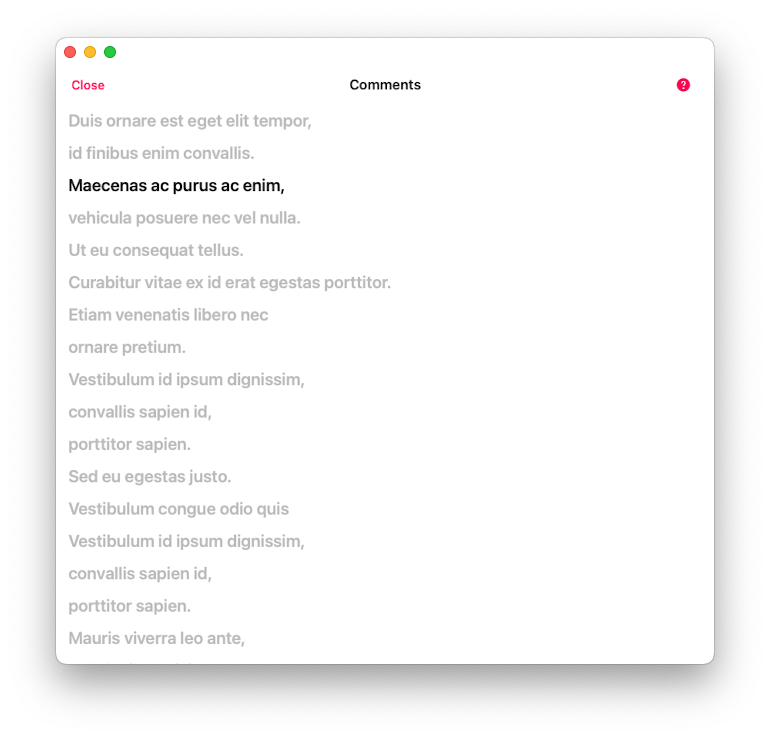 Close
Comments
?
Duis ornare est eget elit tempor,
id finibus enim convallis.
Maecenas ac purus ac enim,
vehicula posuere nec vel nulla.
Ut eu consequat tellus.
Curabitur vitae ex id erat egestas porttitor.
Etiam venenatis libero nec
ornare pretium.
Vestibulum id ipsum dignissim,
convallis sapien id,
porttitor sapien.
Sed eu egestas justo.
Vestibulum congue odio quis
Vestibulum id ipsum dignissim,
convallis sapien id,
porttitor sapien.
Mauris viverra leo ante,